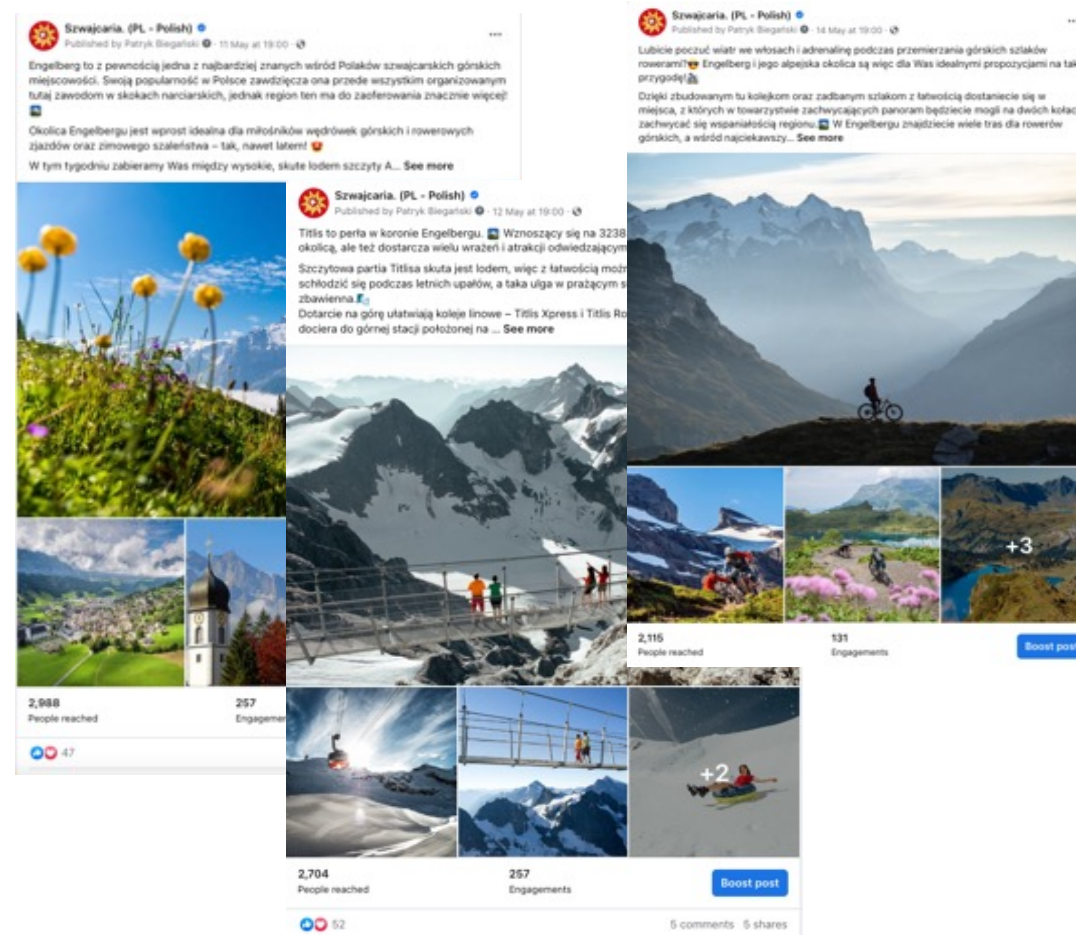 Szwajcaria. (PL - Polish)
Published by Patryk Biegański · 11 May at 19:00 ·
Engelberg to z pewnością jedna z najbardziej znanych wśród Polaków szwajcarskich górskich
miejscowości. Swoją popularność w Polsce zawdzięcza ona przede wszystkim organizowanym
tutaj zawodom w skokach narciarskich, jednak region ten ma do zaoferowania znacznie więcej!
Okolica Engelbergu jest wprost idealna dla miłośników wędrówek górskich i rowerowych
zjazdów oraz zimowego szaleństwa – tak, nawet latem!
W tym tygodniu zabieramy Was między wysokie, skute lodem szczyty A... See more
2,988
People reached
257
Engagemen
47
Szwajcaria. (PL - Polish)
Published by Patryk Biegański · 12 May at 19:00 ·
Titlis to perła w koronie Engelbergu. Wznoszący się na 3238
okolicą, ale też dostarcza wielu wrażeń i atrakcji odwiedzającym
Szczytowa partia Titlisa skuta jest lodem, więc z łatwością możn
schłodzić się podczas letnich upałów, a taka ulga w prażącym s
zbawienna.
Dotarcie na górę ułatwiają koleje linowe – Titlis Xpress i Titlis Ro
dociera do górnej stacji położonej na ... See more
+2
2,704
People reached
257
Engagements
Boost post
52
5 comments 5 shares
Szwajcaria. (PL - Polish)
Published by Patryk Biegański · 14 May at 19:00 ·
Lubicie poczuć wiatr we włosach i adrenalinę podczas przemierzania górskich szlaków
rowerami? Engelberg i jego alpejska okolica są więc dla Was idealnymi propozycjami na tak
przygodę!
Dzięki zbudowanym tu kolejkom oraz zadbanym szlakom z łatwością dostaniecie się w
miejsca, z których w towarzystwie zachwycających panoram będziecie mogli na dwóch kołac
zachwycać się wspaniałością regionu. W Engelbergu znajdziecie wiele tras dla rowerów
górskich, a wśród najciekawszy... See more
+3
2,115
People reached
131
Engagements
Boost post